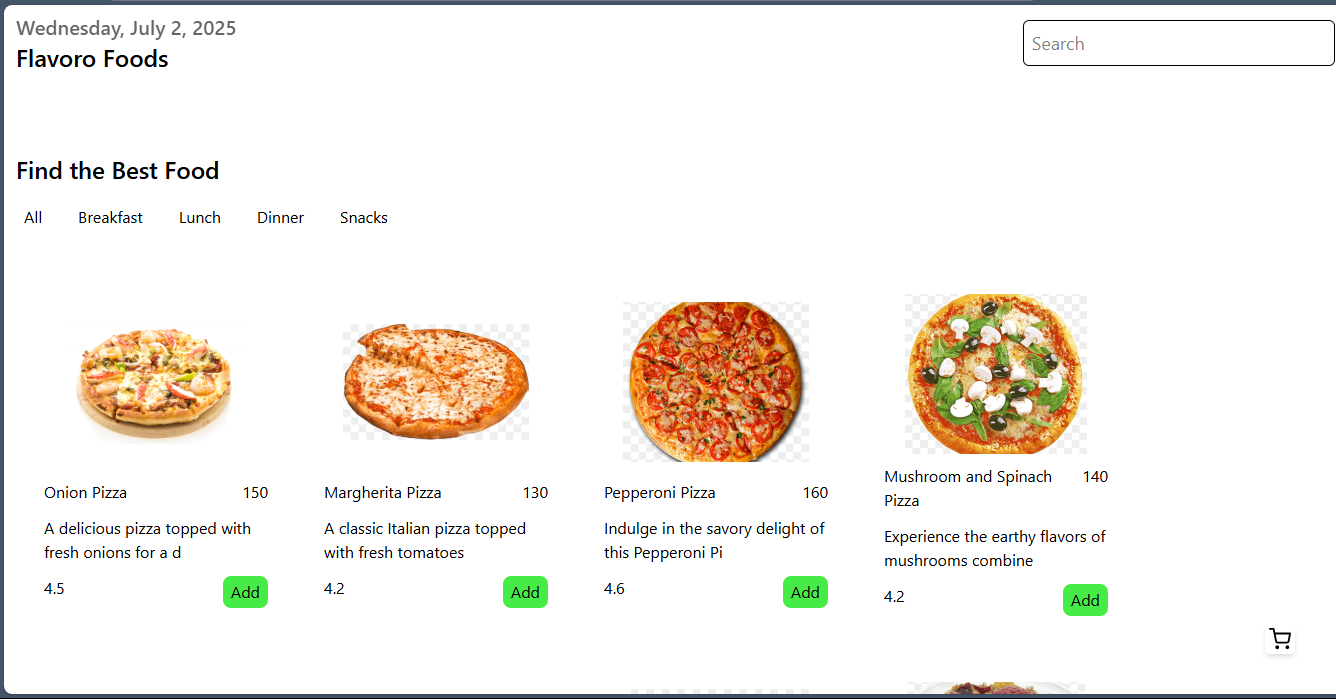 Wednesday, July 2, 2025
Flavoro Foods
Search
Find the Best Food
All Breakfast Lunch Dinner Snacks
Onion Pizza 150
A delicious pizza topped with
fresh onions for a d
4.5 Add
Margherita Pizza 130
A classic Italian pizza topped
with fresh tomatoes
4.2 Add
Pepperoni Pizza 160
Indulge in the savory delight of
this Pepperoni Pi
4.6 Add
Mushroom and Spinach 140
Pizza
Experience the earthy flavors of
mushrooms combine
4.2 Add